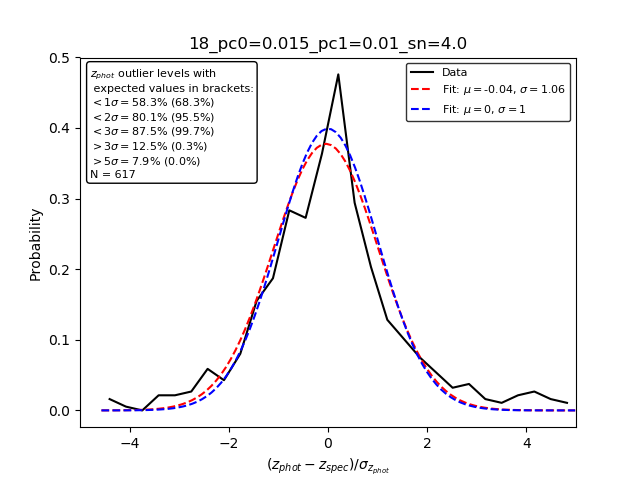 18_pc0=0.015_pc1=0.01_sn=4.0
z_phot outlier levels with
expected values in brackets:
< 1σ = 58.3% (68.3%)
< 2σ = 80.1% (95.5%)
< 3σ = 87.5% (99.7%)
> 3σ = 12.5% (0.3%)
> 5σ = 7.9% (0.0%)
N = 617
Data
Fit: μ=-0.04, σ = 1.06
Fit: μ=0, σ = 1
Probability
0.5
0.4
0.3
0.2
0.1
0.0
−4 −2 0 2 4
(z_phot − z_spec)/σ_z_phot